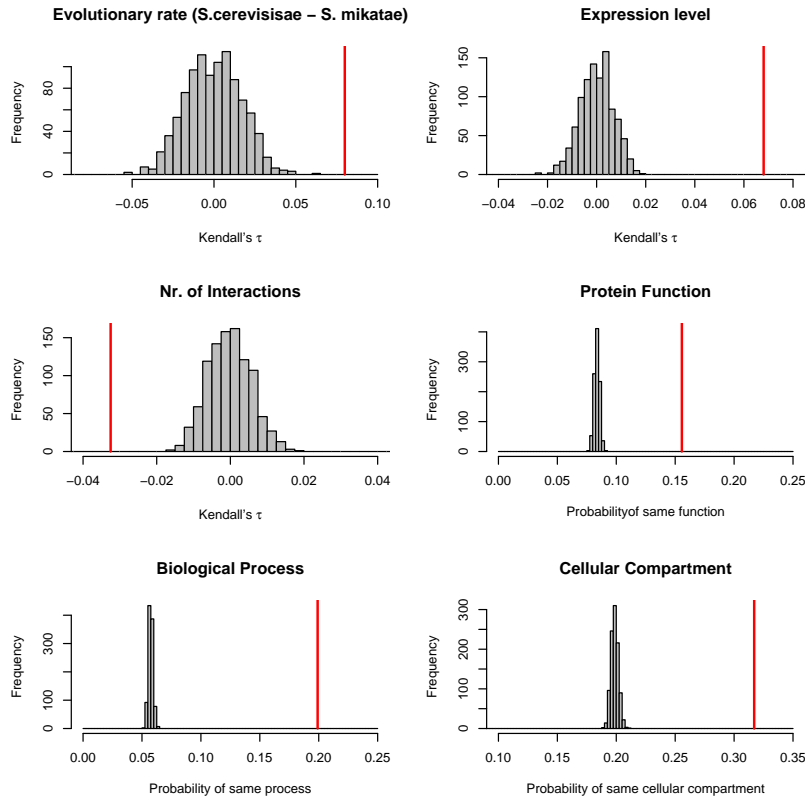 Evolutionary rate (S.cerevisisae − S. mikatae)
Frequency
0 40 80
−0.05 0.00 0.05 0.10
Kendall's τ
Expression level
Frequency
0 50 100 150
−0.04 −0.02 0.00 0.02 0.04 0.06 0.08
Kendall's τ
Nr. of Interactions
Frequency
0 50 100 150
−0.04 −0.02 0.00 0.02 0.04
Kendall's τ
Protein Function
Frequency
0 100 300
0.00 0.05 0.10 0.15 0.20 0.25
Probabilityof same function
Biological Process
Frequency
0 100 300
0.00 0.05 0.10 0.15 0.20 0.25
Probability of same process
Cellular Compartment
Frequency
0 100 200 300
0.10 0.15 0.20 0.25 0.30 0.35
Probability of same cellular compartment